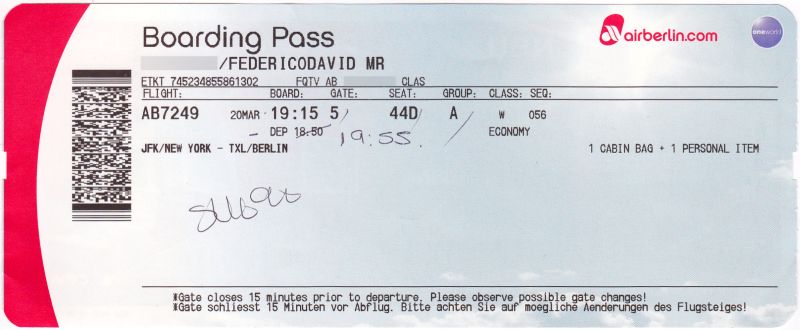 Boarding Pass
airberlin.com
oneworld
/FEDERICODAVID MR
ETKT 745234855861302 FQTV AB CLAS
FLIGHT: BOARD: GATE: SEAT: GROUP: CLASS: SEQ:
AB7249 20MAR 19:15 5 44D A W 056
DEP 18:50 19:55 ECONOMY
JFK/NEW YORK - TXL/BERLIN 1 CABIN BAG + 1 PERSONAL ITEM
*Gate closes 15 minutes prior to departure. Please observe possible gate changes!
*Gate schliesst 15 Minuten vor Abflug. Bitte achten Sie auf moegliche Aenderungen des Flugsteiges!